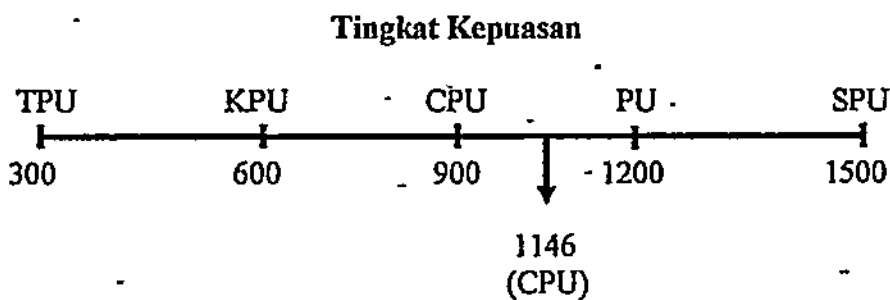 Tingkat Kepuasan
TPU KPU CPU PU SPU
300 600 900 1200 1500
1146
(CPU)